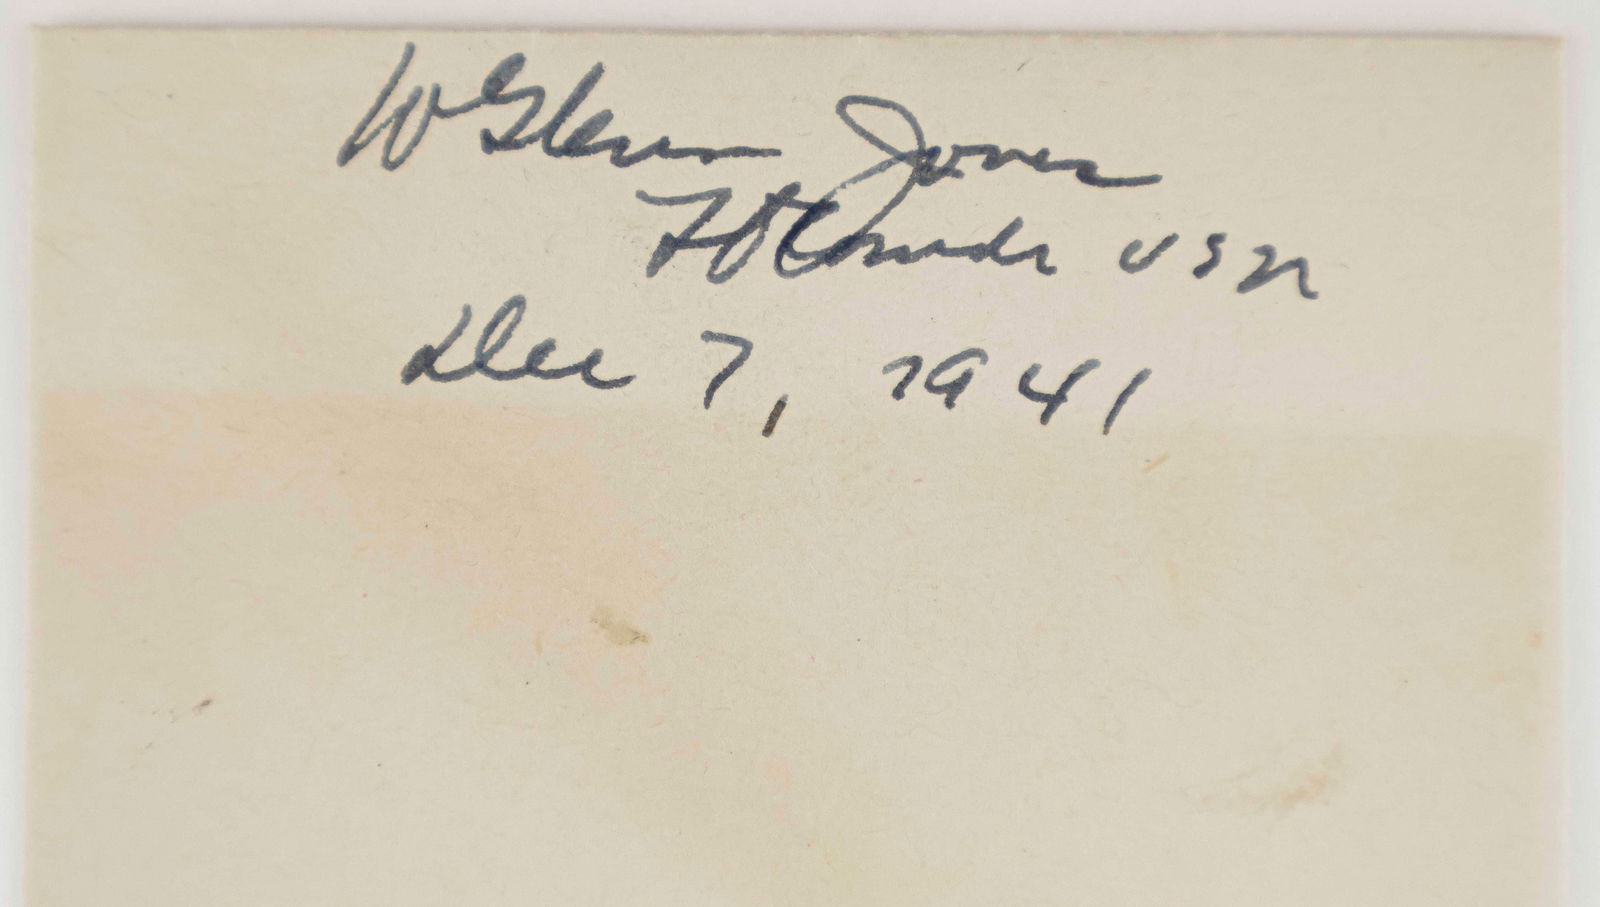 W Glenn Jones
Lt Comdr USN
Dec 7, 1941